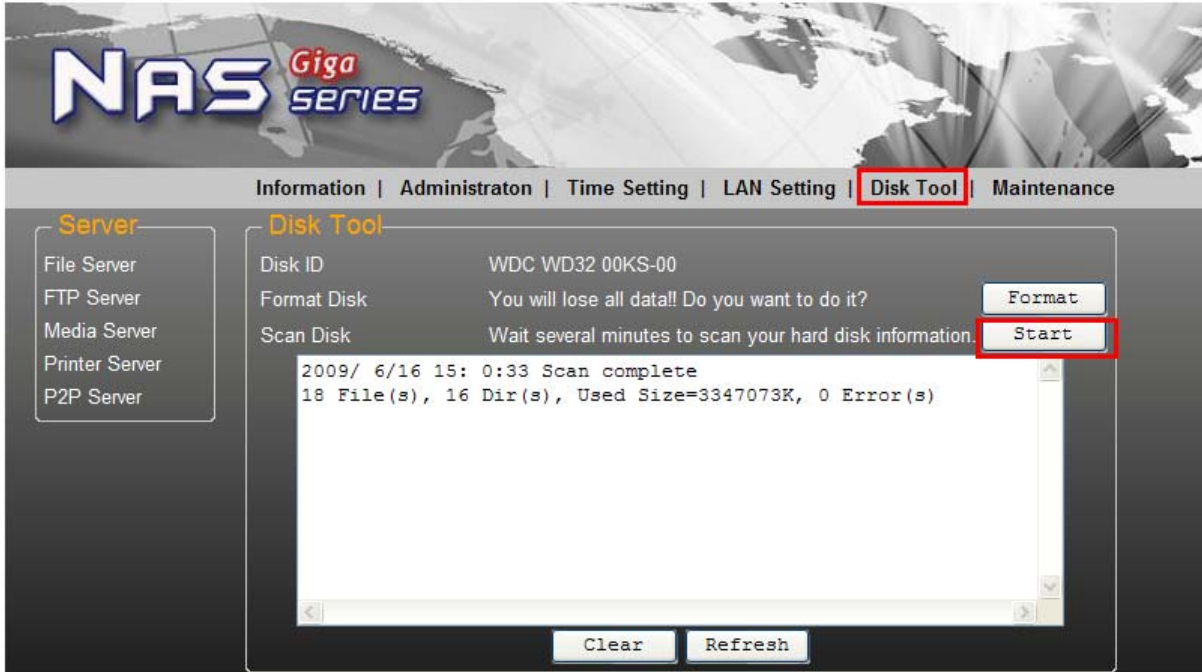 NAS Giga series
Information | Administraton | Time Setting | LAN Setting | Disk Tool | Maintenance
Server
File Server
FTP Server
Media Server
Printer Server
P2P Server
Disk Tool
Disk ID WDC WD32 00KS-00
Format Disk You will lose all data!! Do you want to do it? Format
Scan Disk Wait several minutes to scan your hard disk information. Start
2009/ 6/16 15: 0:33 Scan complete
18 File(s), 16 Dir(s), Used Size=3347073K, 0 Error(s)
Clear Refresh